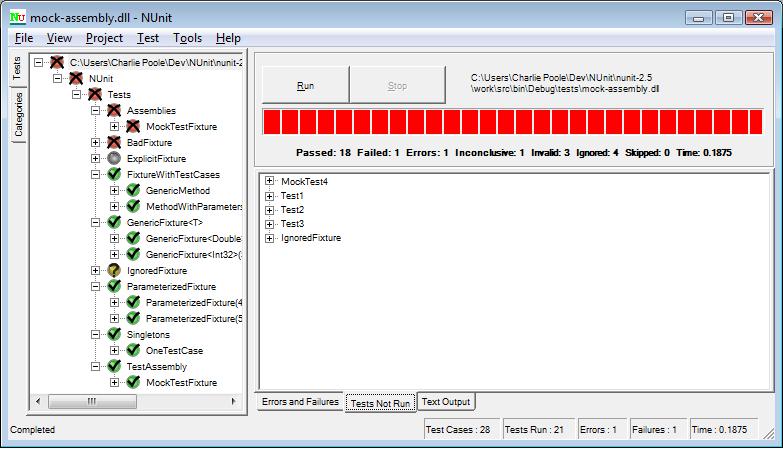 NU mock-assembly.dll - NUnit
File View Project Test Tools Help
Tests
Categories
C:\Users\Charlie Poole\Dev\NUnit\nunit-2
NUnit
Tests
Assemblies
MockTestFixture
BadFixture
ExplicitFixture
FixtureWithTestCases
GenericMethod
MethodWithParameters
GenericFixture<T>
GenericFixture<Double
GenericFixture<Int32>(
IgnoredFixture
ParameterizedFixture
ParameterizedFixture(4
ParameterizedFixture(5
Singletons
OneTestCase
TestAssembly
MockTestFixture
Run
Stop
C:\Users\Charlie Poole\Dev\NUnit\nunit-2.5
\work\src\bin\Debug\tests\mock-assembly.dll
Passed: 18 Failed: 1 Errors: 1 Inconclusive: 1 Invalid: 3 Ignored: 4 Skipped: 0 Time: 0.1875
MockTest4
Test1
Test2
Test3
IgnoredFixture
Errors and Failures
Tests Not Run
Text Output
Completed
Test Cases : 28
Tests Run : 21
Errors : 1
Failures : 1
Time : 0.1875